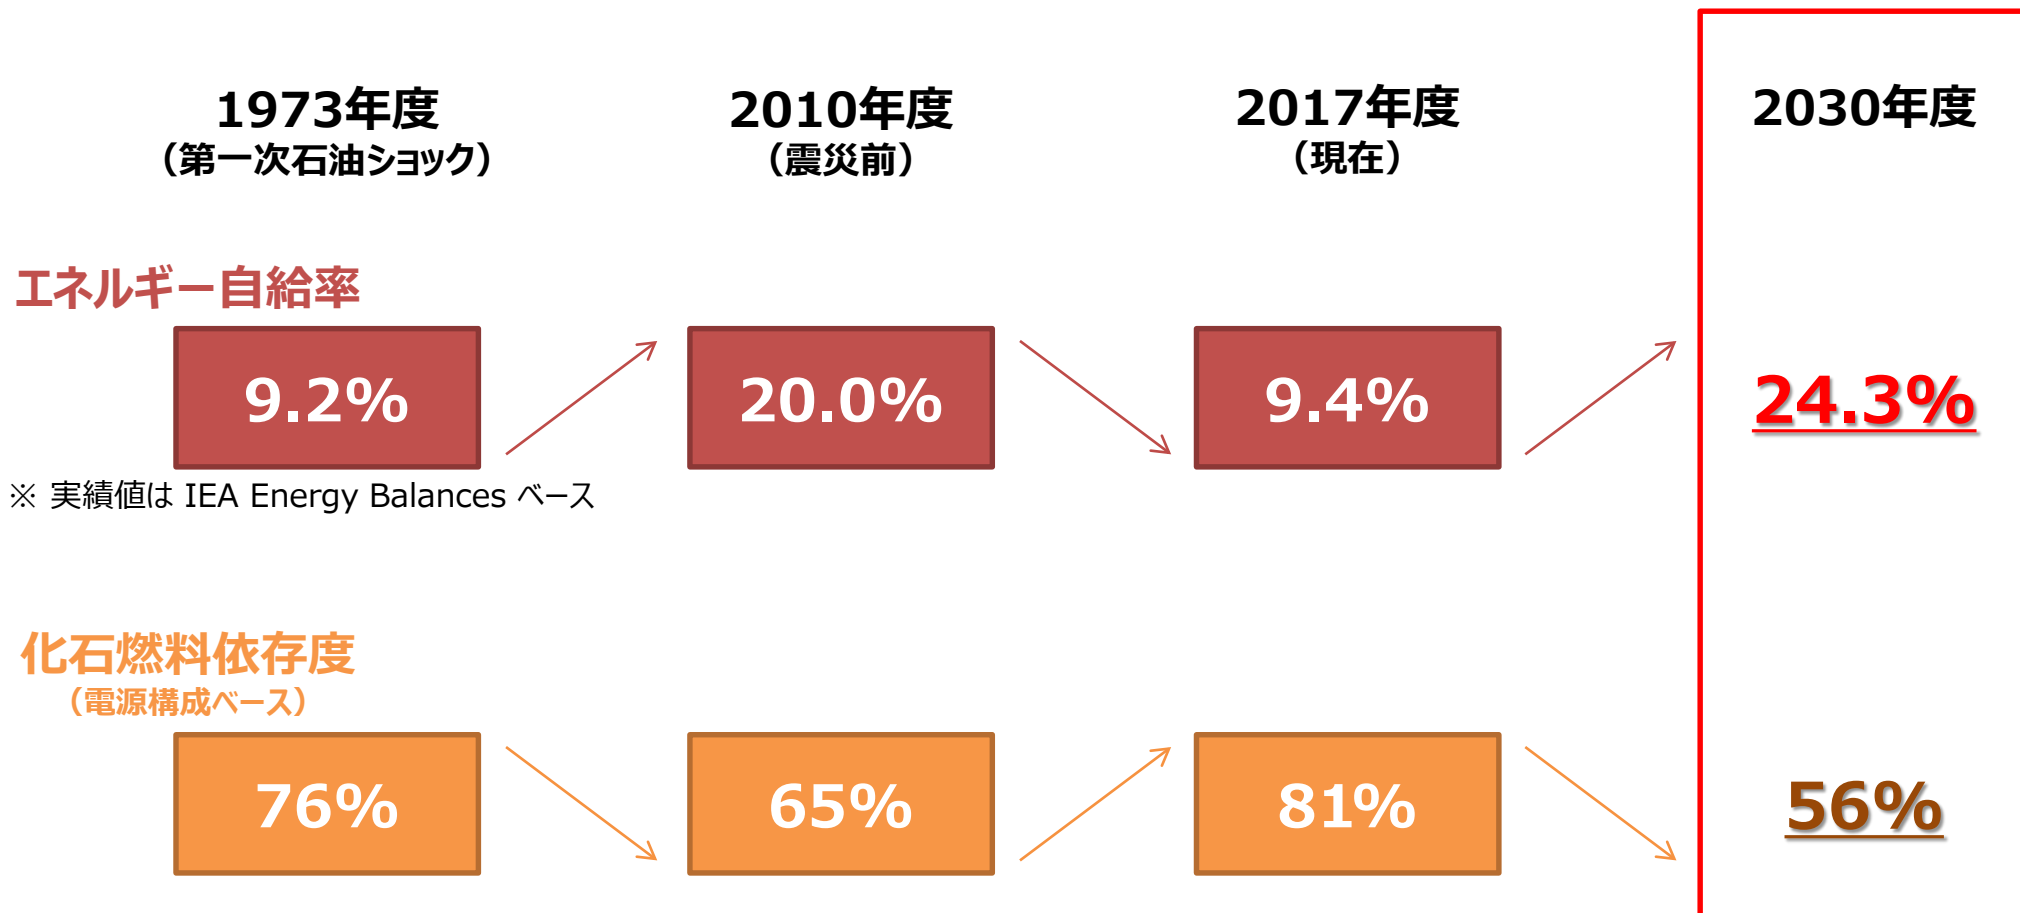 1973年度
（第一次石油ショック）
2010年度
（震災前）
2017年度
（現在）
2030年度
エネルギー自給率
9.2%
20.0%
9.4%
24.3%
※ 実績値は IEA Energy Balances ベース
化石燃料依存度
（電源構成ベース）
76%
65%
81%
56%